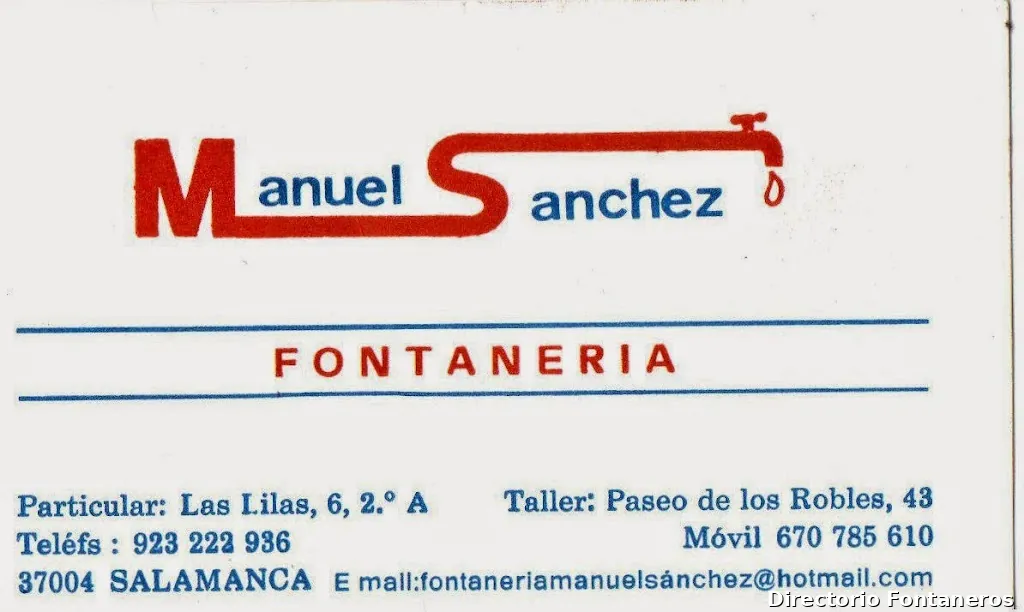 Manuel Sanchez
FONTANERIA
Particular: Las Lilas, 6, 2.º A
Taller: Paseo de los Robles, 43
Teléfs : 923 222 936
Móvil 670 785 610
37004 SALAMANCA E mail:fontaneriamanuelsánchez@hotmail.com
Directorio Fontaneros